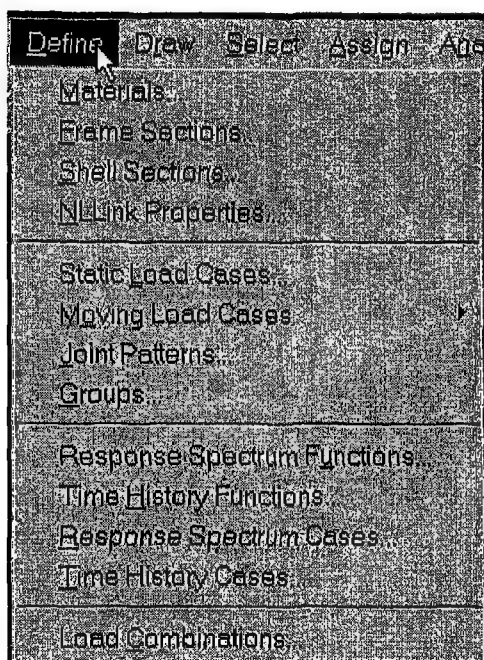 Define Draw Select Assign
Materials...
Frame Sections...
Shell Sections...
NLLink Properties...
Static Load Cases...
Moving Load Cases
Joint Patterns...
Groups...
Response Spectrum Functions...
Time History Functions...
Response Spectrum Cases...
Time History Cases...
Load Combinations...